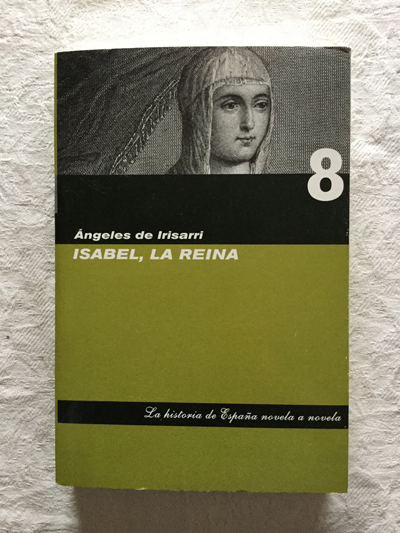 8
Ángeles de Irisarri
ISABEL, LA REINA
La historia de España novela a novela